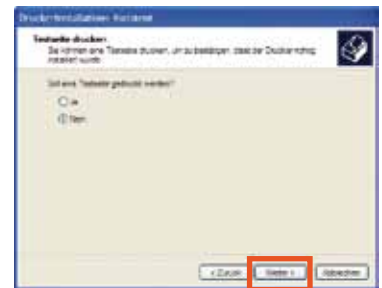 Druckerinstallations-Assistent
Testseite drucken
Sie können eine Testseite drucken, um zu bestätigen, dass der Drucker richtig
installiert wurde.
Soll eine Testseite gedruckt werden?
Ja
Nein
< Zurück
Weiter >
Abbrechen